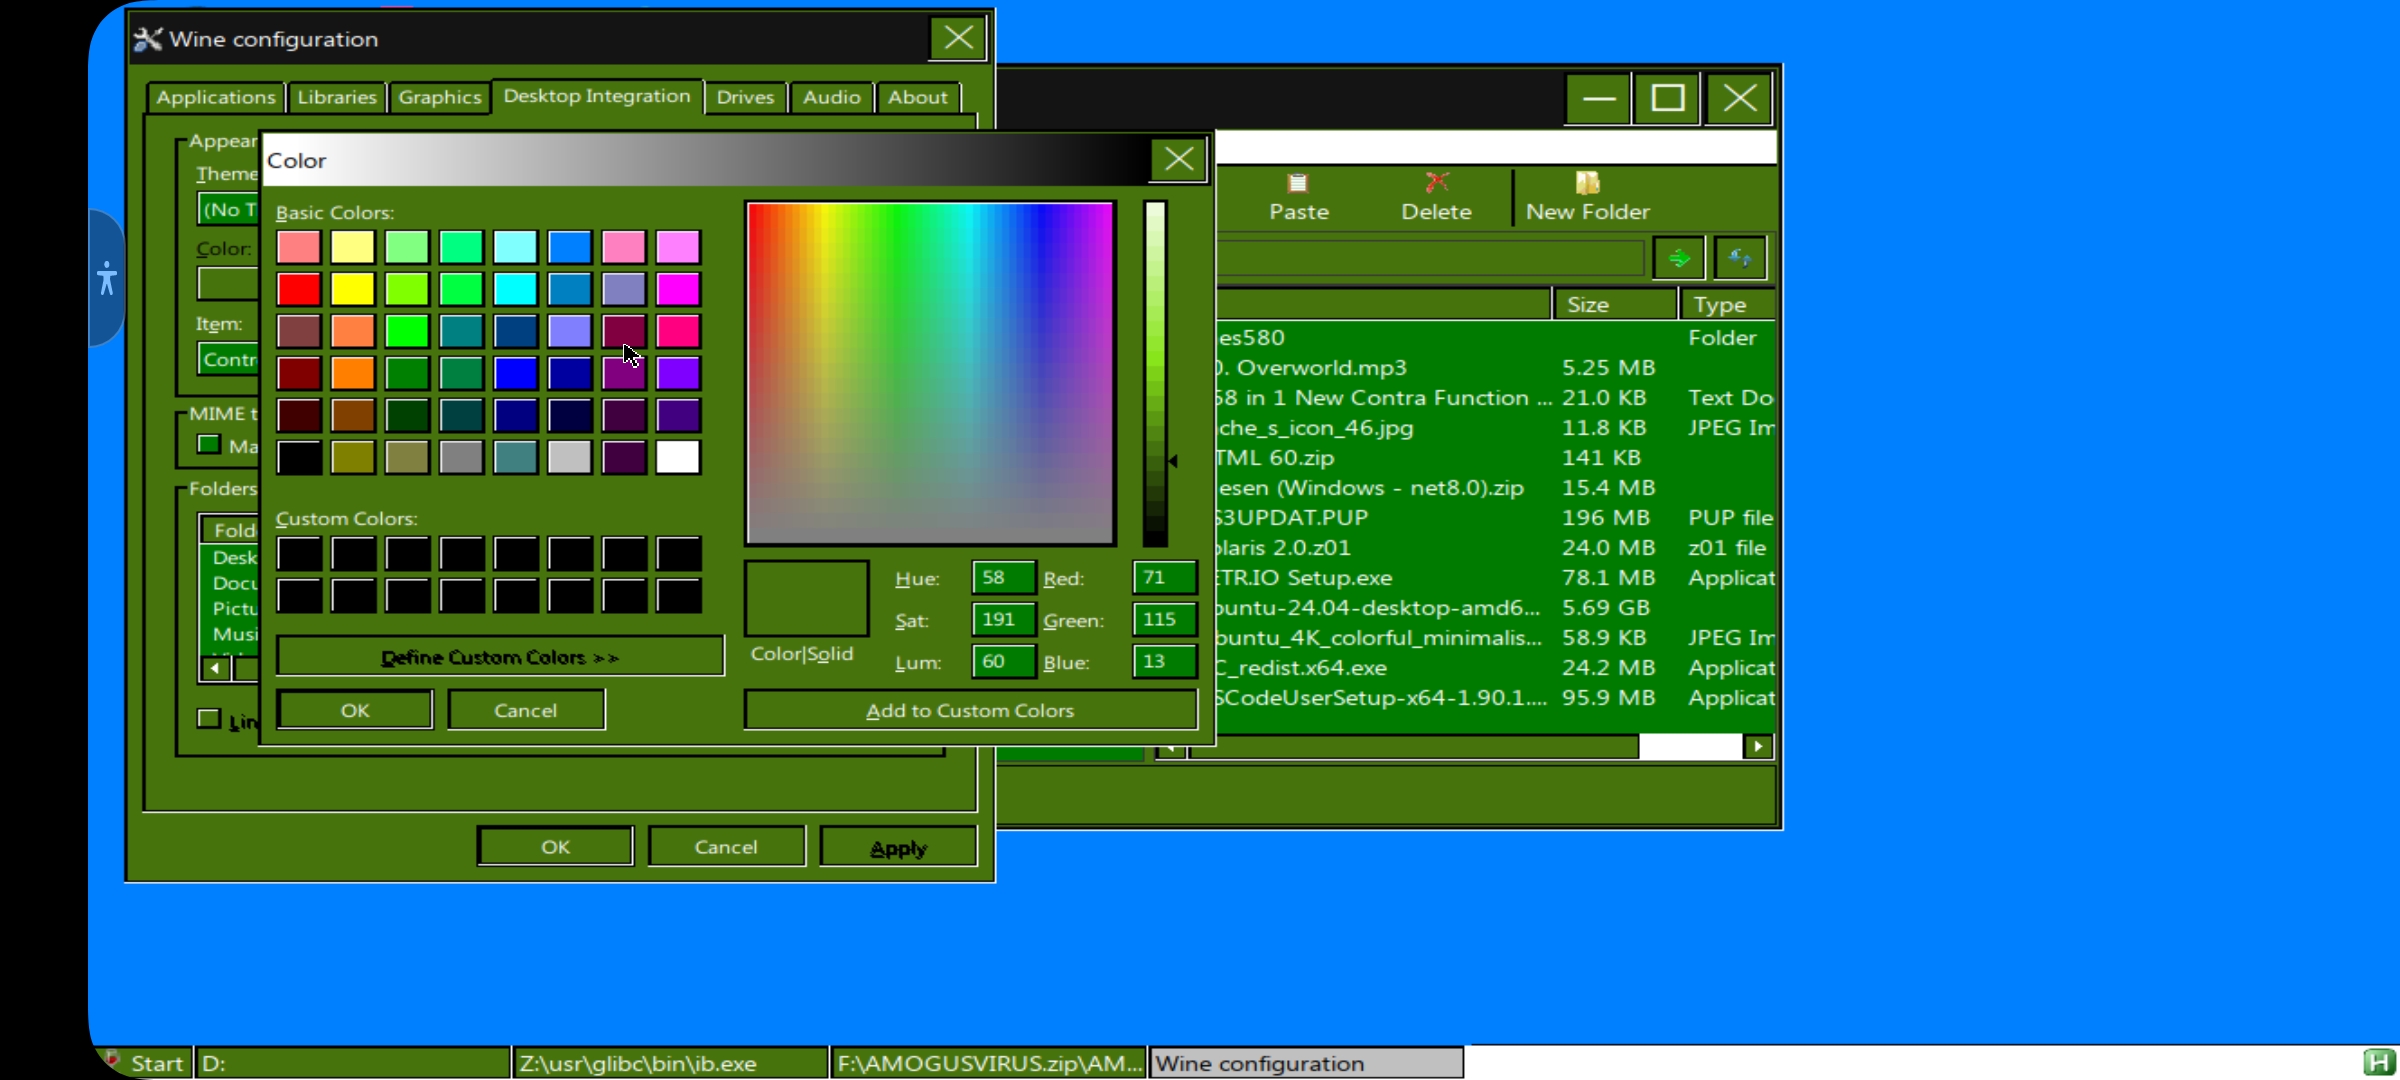 Wine configuration
Applications
Libraries
Graphics
Desktop Integration
Drives
Audio
About
Appear
Theme
(No T
Color:
Item:
Contr
MIME t
Ma
Folders
Fold
Desk
Docu
Pictu
Musi
Lin
OK
Cancel
Apply
Color
Basic Colors:
Custom Colors:
Define Custom Colors >>
OK
Cancel
Color|Solid
Hue: 58
Red: 71
Sat: 191
Green: 115
Lum: 60
Blue: 13
Add to Custom Colors
Paste
Delete
New Folder
Size
Type
es580 Folder
0. Overworld.mp3 5.25 MB
58 in 1 New Contra Function ... 21.0 KB Text Do
che_s_icon_46.jpg 11.8 KB JPEG Im
TML 60.zip 141 KB
esen (Windows - net8.0).zip 15.4 MB
S3UPDAT.PUP 196 MB PUP file
laris 2.0.z01 24.0 MB z01 file
ETR.IO Setup.exe 78.1 MB Applicat
buntu-24.04-desktop-amd6... 5.69 GB
buntu_4K_colorful_minimalis... 58.9 KB JPEG Im
C_redist.x64.exe 24.2 MB Applicat
SCodeUserSetup-x64-1.90.1.... 95.9 MB Applicat
Start
D:
Z:\usr\glibc\bin\ib.exe
F:\AMOGUSVIRUS.zip\AM...
Wine configuration
H